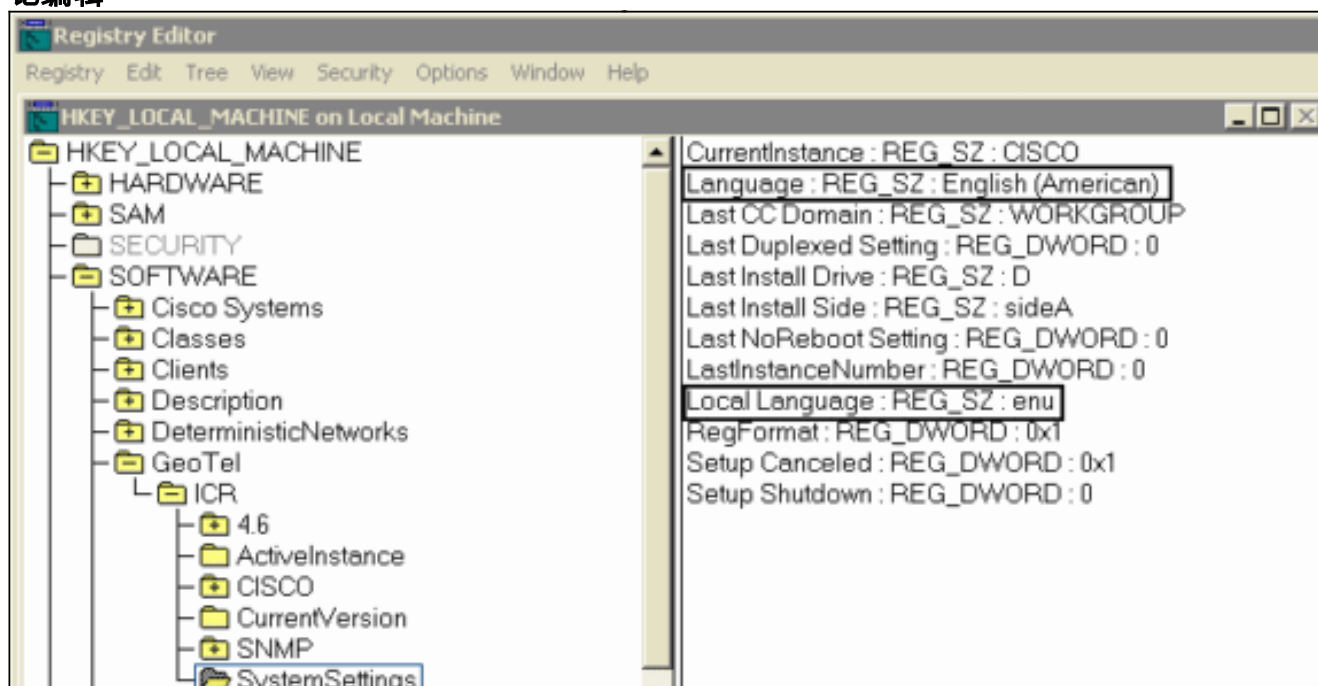 Registry Editor
Registry Edit Tree View Security Options Window Help
HKEY_LOCAL_MACHINE on Local Machine
HKEY_LOCAL_MACHINE
HARDWARE
SAM
SECURITY
SOFTWARE
Cisco Systems
Classes
Clients
Description
DeterministicNetworks
GeoTel
ICR
4.6
ActiveInstance
CISCO
CurrentVersion
SNMP
SystemSettings
CurrentInstance : REG_SZ : CISCO
Language : REG_SZ : English (American)
Last CC Domain : REG_SZ : WORKGROUP
Last Duplexed Setting : REG_DWORD : 0
Last Install Drive : REG_SZ : D
Last Install Side : REG_SZ : sideA
Last NoReboot Setting : REG_DWORD : 0
LastInstanceNumber : REG_DWORD : 0
Local Language : REG_SZ : enu
RegFormat : REG_DWORD : 0x1
Setup Canceled : REG_DWORD : 0x1
Setup Shutdown : REG_DWORD : 0